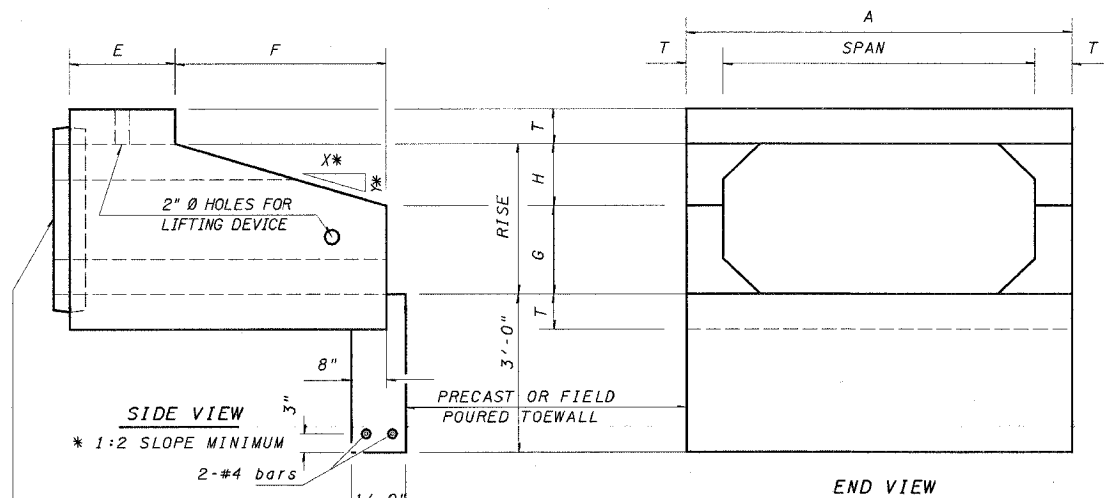 A
E
F
T
SPAN
T
T
X*
Y*
H
2" Ø HOLES FOR
LIFTING DEVICE
RISE
G
T
3'-0"
8"
PRECAST OR FIELD
POURED TOEWALL
3"
SIDE VIEW
* 1:2 SLOPE MINIMUM
2-#4 bars
END VIEW